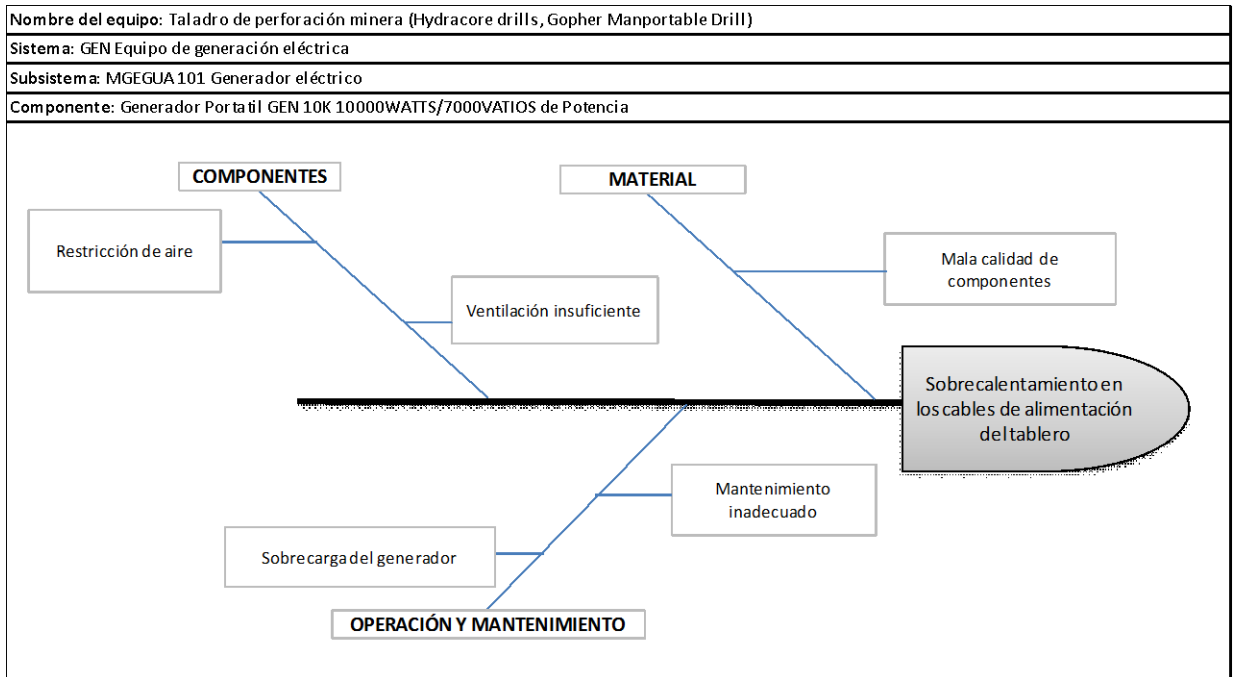 Nombre del equipo: Taladro de perforación minera (Hydracore drills, Gopher Manportable Drill)
Sistema: GEN Equipo de generación eléctrica
Subsistema: MGEGUA101 Generador eléctrico
Componente: Generador Portatil GEN 10K 10000WATTS/7000VATIOS de Potencia
COMPONENTES
MATERIAL
Restricción de aire
Mala calidad de
componentes
Ventilación insuficiente
Sobrecalentamiento en
los cables de alimentación
del tablero
Mantenimiento
inadecuado
Sobrecarga del generador
OPERACIÓN Y MANTENIMIENTO